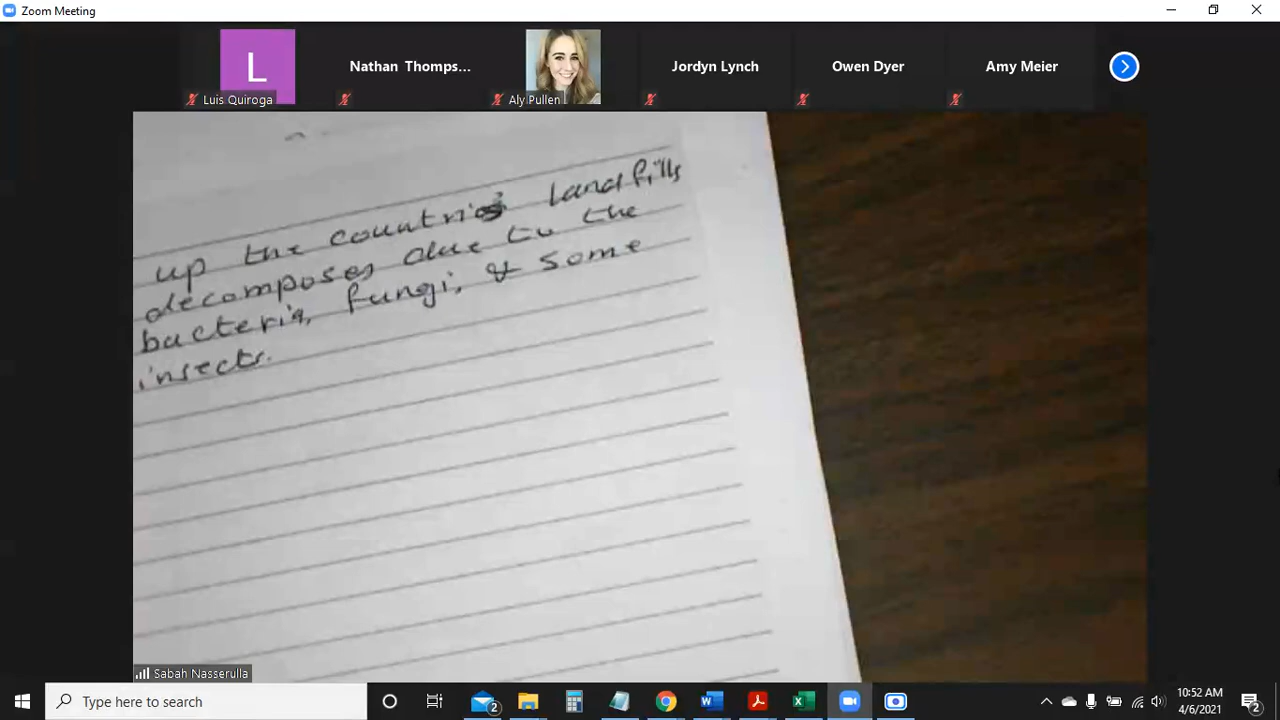 Zoom Meeting
L
Luis Quiroga
Nathan Thomps...
Aly Pullen
Jordyn Lynch
Owen Dyer
Amy Meier
up the countries landfills
decomposes due to the
bacteria, fungi, & some
insects.
Sabah Nasserulla
Type here to search
2
10:52 AM
4/6/2021
2